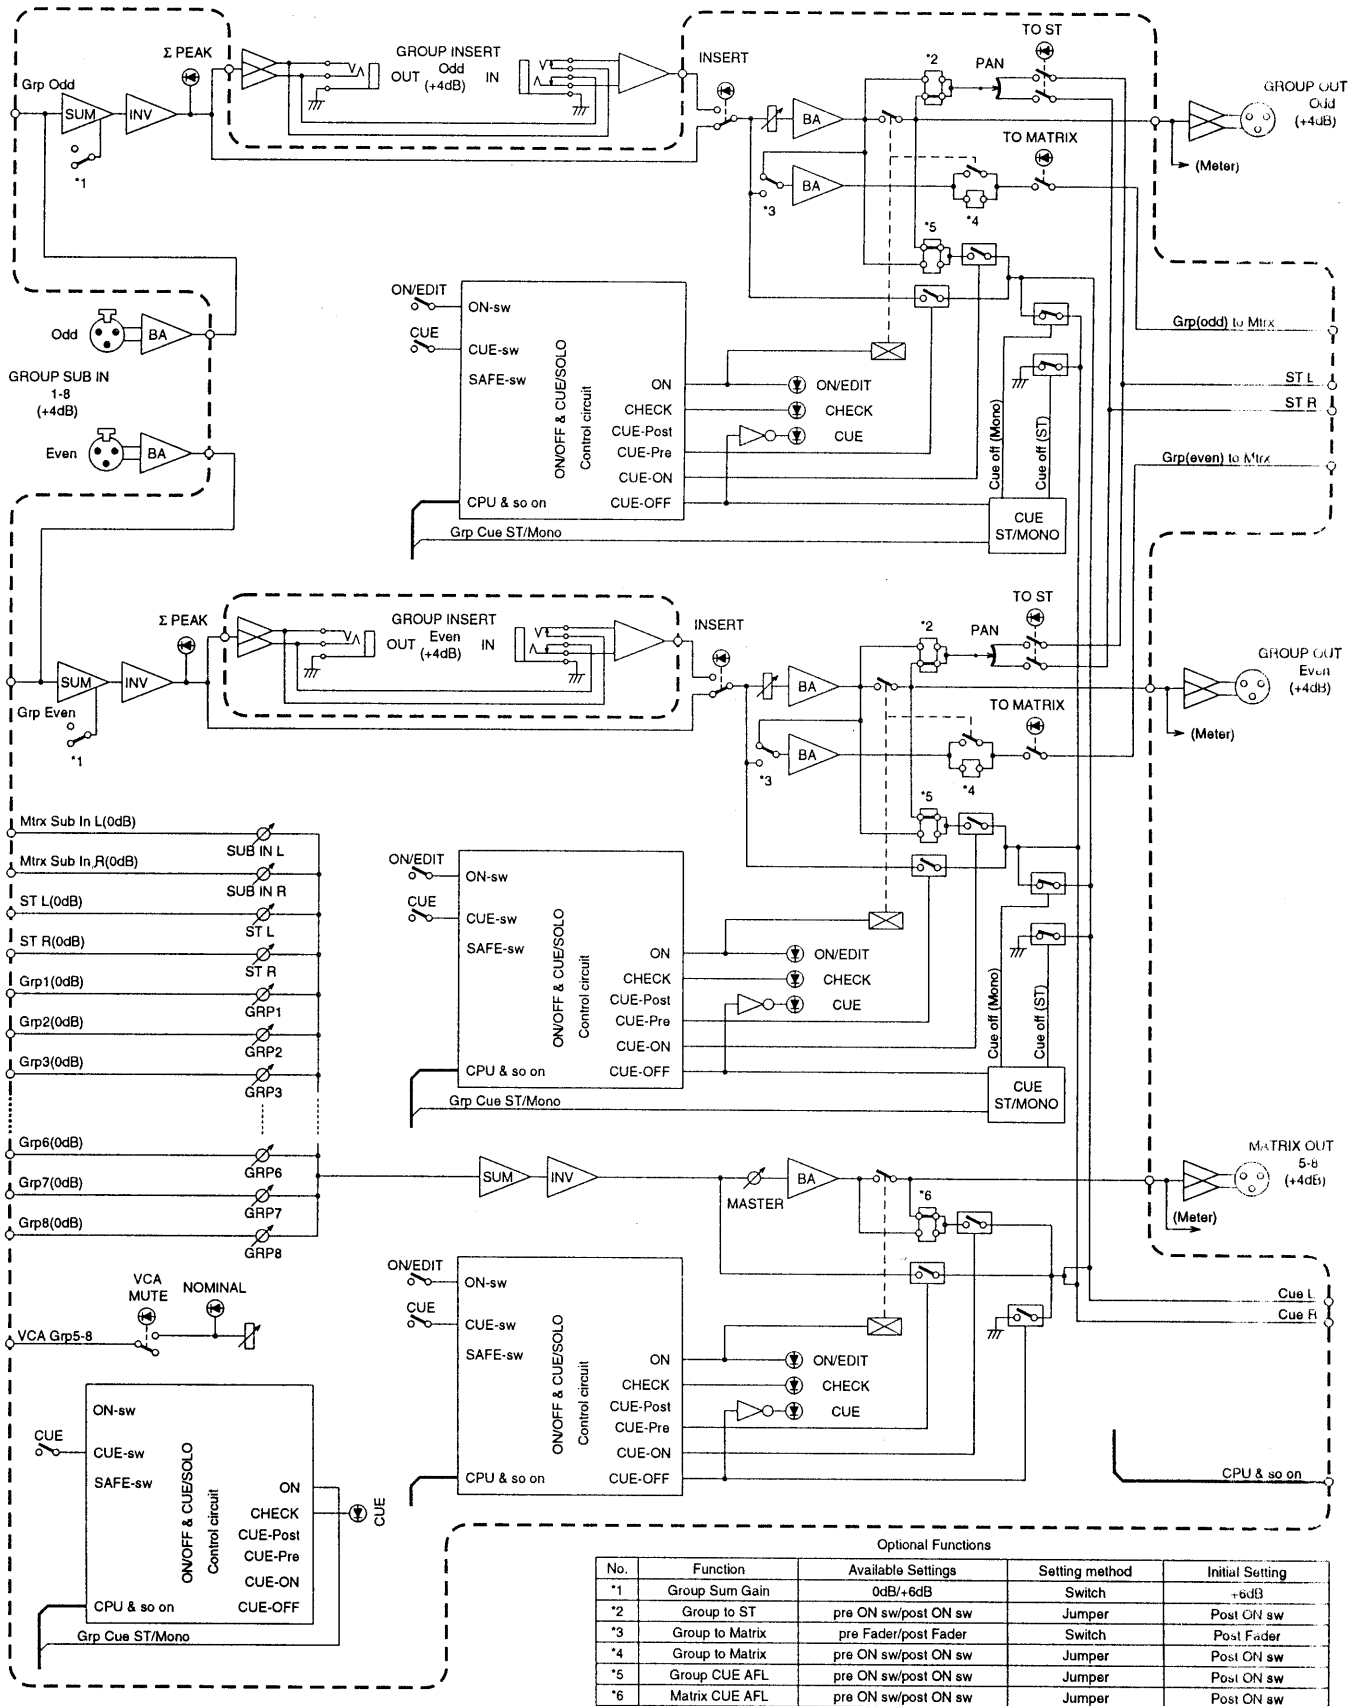 Σ PEAK
GROUP INSERT
Odd
(+4dB)
OUT
IN
INSERT
TO ST
*2
PAN
GROUP OUT
Odd
(+4dB)
Grp Odd
SUM
INV
*1
BA
TO MATRIX
(Meter)
BA
*3
*4
*5
Odd
BA
GROUP SUB IN
1-8
(+4dB)
Even
BA
ON/EDIT
CUE
ON-sw
CUE-sw
SAFE-sw
ON/OFF & CUE/SOLO
Control circuit
ON
CHECK
CUE-Post
CUE-Pre
CUE-ON
CUE-OFF
CPU & so on
ON/EDIT
CHECK
CUE
Grp Cue ST/Mono
Cue off (Mono)
Cue off (ST)
CUE
ST/MONO
Grp(odd) to Mtrx
ST L
ST R
Grp(even) to Mtrx
Σ PEAK
GROUP INSERT
Even
(+4dB)
OUT
IN
INSERT
TO ST
*2
PAN
GROUP OUT
Even
(+4dB)
SUM
INV
Grp Even
*1
BA
TO MATRIX
(Meter)
BA
*3
*4
*5
Mtrx Sub In L(0dB)
SUB IN L
Mtrx Sub In R(0dB)
SUB IN R
ST L(0dB)
ST L
ST R(0dB)
ST R
Grp1(0dB)
GRP1
Grp2(0dB)
GRP2
Grp3(0dB)
GRP3
Grp6(0dB)
GRP6
Grp7(0dB)
GRP7
Grp8(0dB)
GRP8
ON/EDIT
CUE
ON-sw
CUE-sw
SAFE-sw
ON/OFF & CUE/SOLO
Control circuit
ON
CHECK
CUE-Post
CUE-Pre
CUE-ON
CUE-OFF
CPU & so on
ON/EDIT
CHECK
CUE
Grp Cue ST/Mono
Cue off (Mono)
Cue off (ST)
CUE
ST/MONO
SUM
INV
MASTER
BA
*6
MATRIX OUT
5-8
(+4dB)
(Meter)
ON/EDIT
CUE
ON-sw
CUE-sw
SAFE-sw
ON/OFF & CUE/SOLO
Control circuit
ON
CHECK
CUE-Post
CUE-Pre
CUE-ON
CUE-OFF
CPU & so on
ON/EDIT
CHECK
CUE
Cue L
Cue R
CPU & so on
VCA
MUTE
NOMINAL
VCA Grp5-8
CUE
ON-sw
CUE-sw
SAFE-sw
ON/OFF & CUE/SOLO
Control circuit
ON
CHECK
CUE-Post
CUE-Pre
CUE-ON
CUE-OFF
CPU & so on
CUE
Grp Cue ST/Mono
Optional Functions
No. Function Available Settings Setting method Initial Setting
*1 Group Sum Gain 0dB/+6dB Switch +6dB
*2 Group to ST pre ON sw/post ON sw Jumper Post ON sw
*3 Group to Matrix pre Fader/post Fader Switch Post Fader
*4 Group to Matrix pre ON sw/post ON sw Jumper Post ON sw
*5 Group CUE AFL pre ON sw/post ON sw Jumper Post ON sw
*6 Matrix CUE AFL pre ON sw/post ON sw Jumper Post ON sw